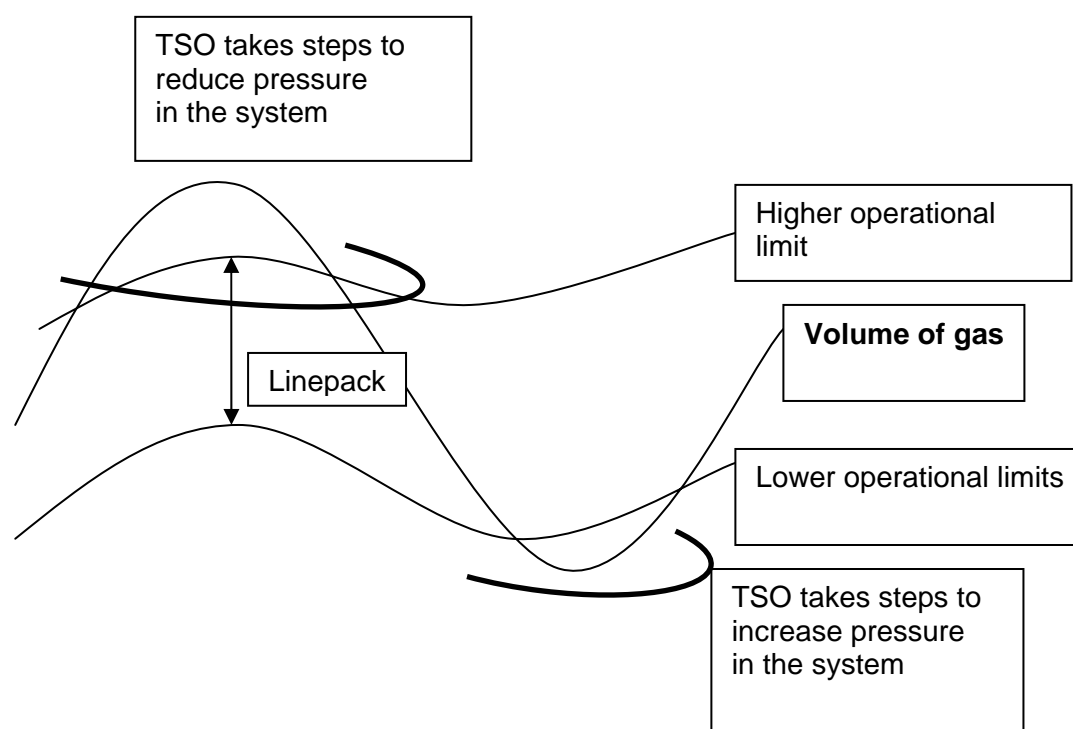 TSO takes steps to
reduce pressure
in the system
Higher operational
limit
Volume of gas
Linepack
Lower operational limits
TSO takes steps to
increase pressure
in the system